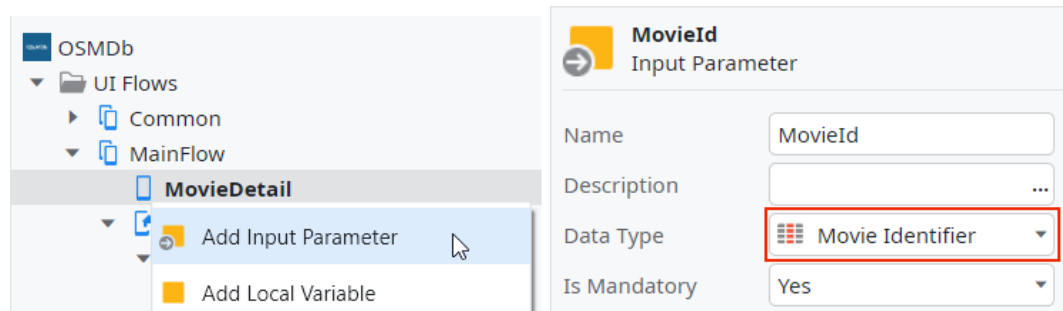 OSMDb
UI Flows
Common
MainFlow
MovieDetail
Add Input Parameter
Add Local Variable
MovieId
Input Parameter
Name MovieId
Description ...
Data Type Movie Identifier
Is Mandatory Yes